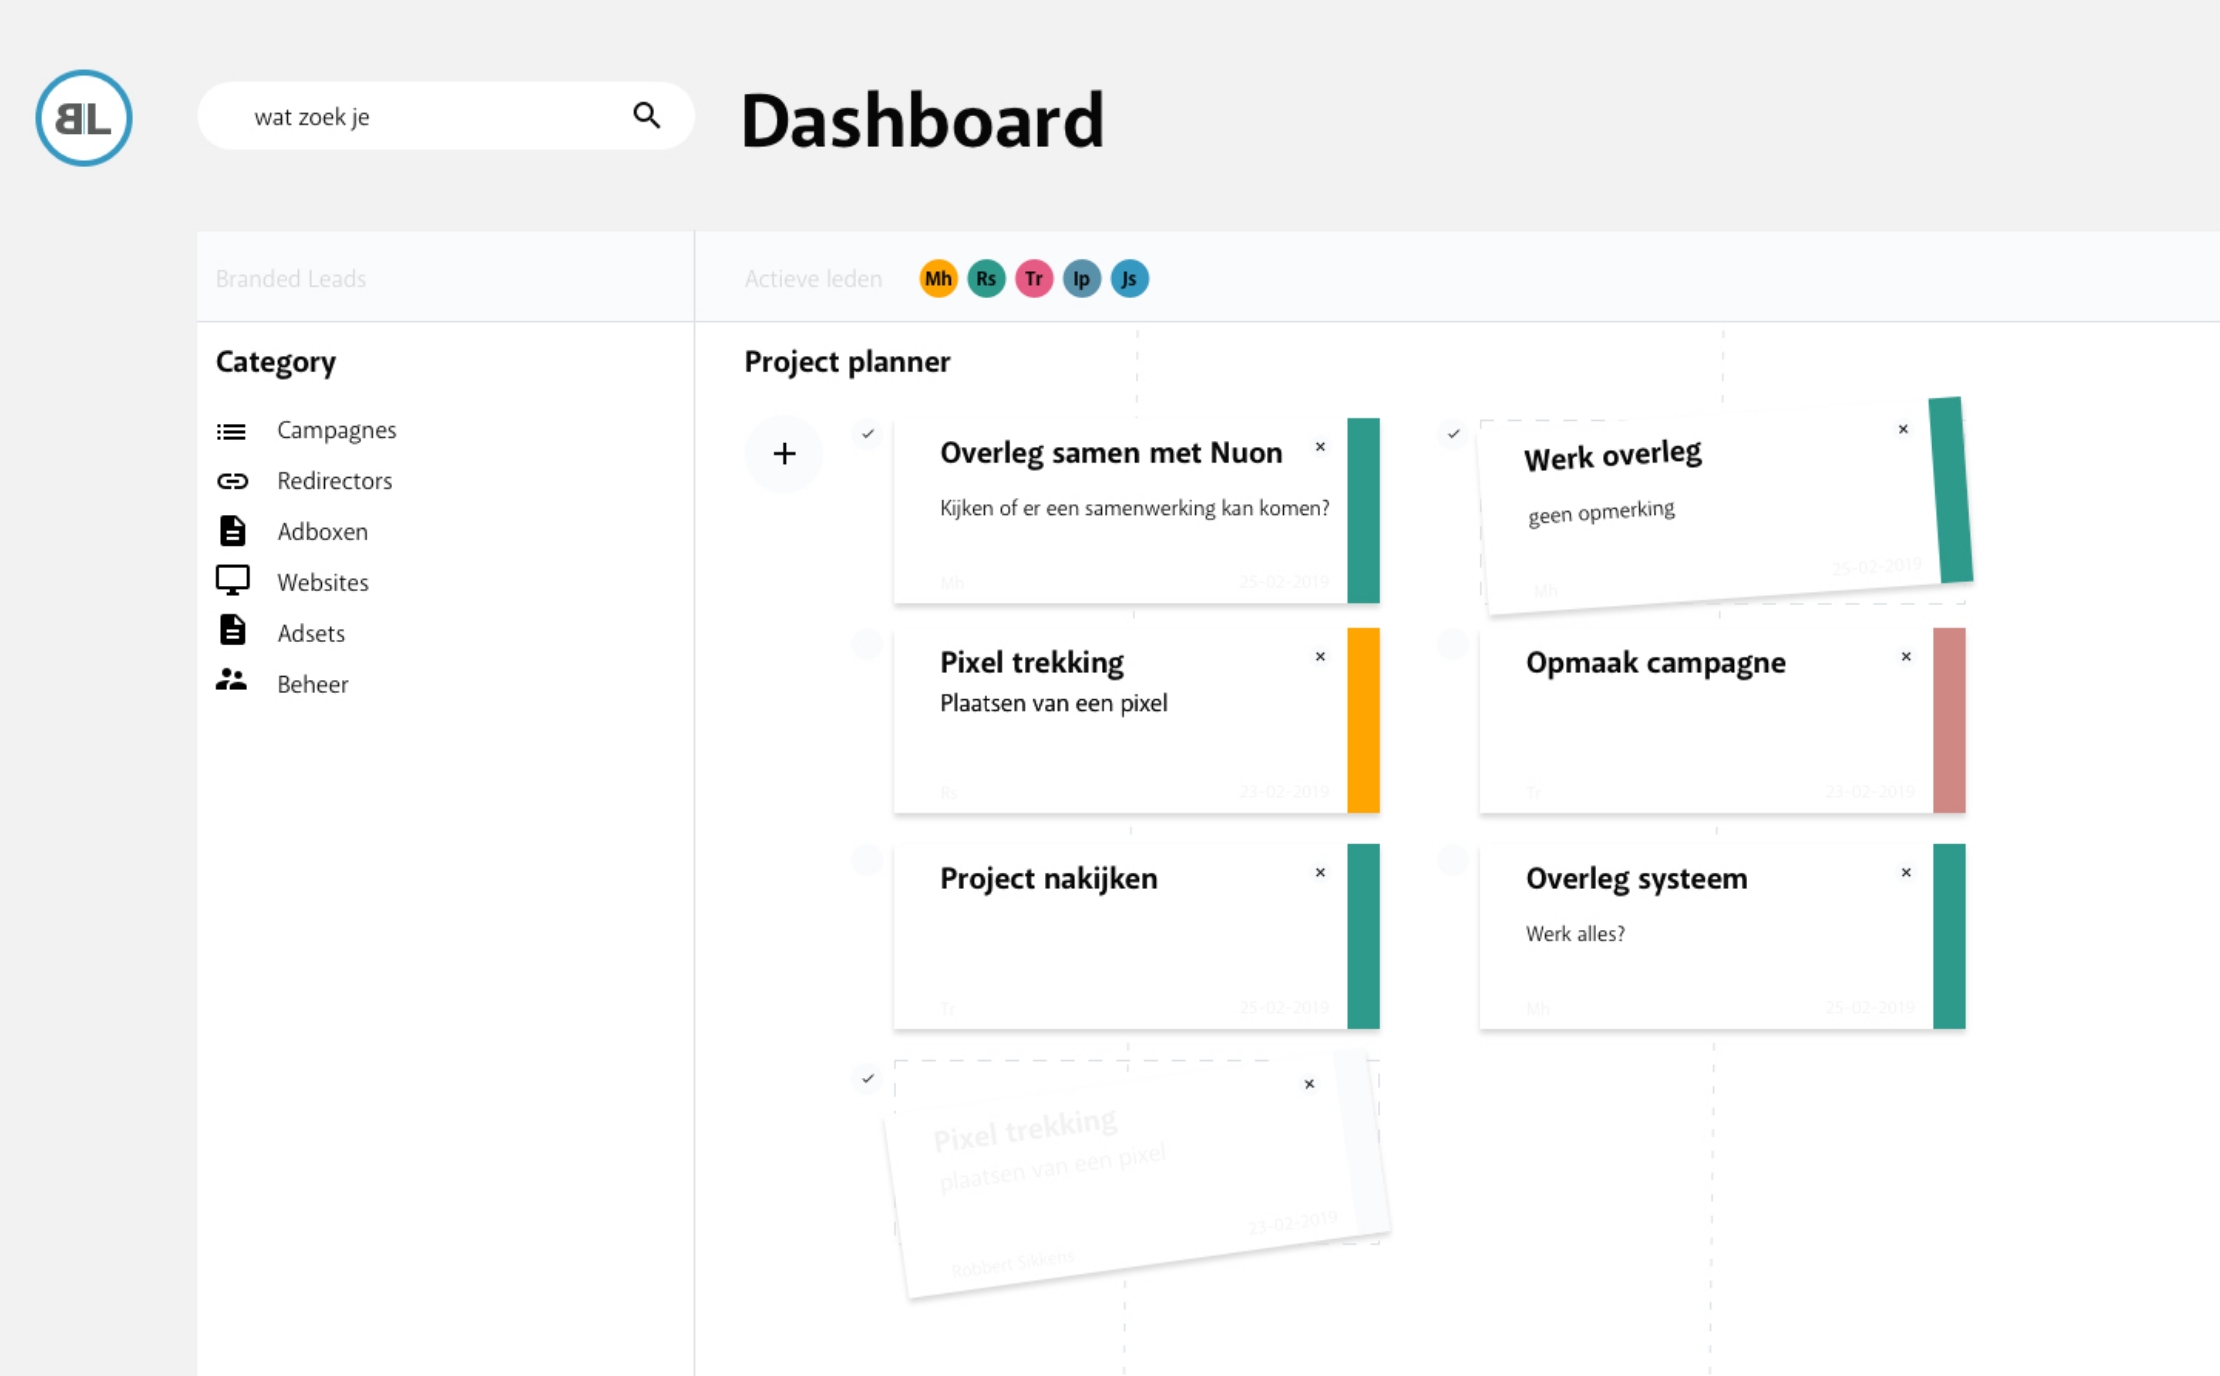 BL
wat zoek je
Dashboard
Branded Leads
Actieve leden
Mh
Rs
Tr
Ip
Js
Category
Campagnes
Redirectors
Adboxen
Websites
Adsets
Beheer
Project planner
Overleg samen met Nuon
Kijken of er een samenwerking kan komen?
Mh
25-02-2019
Werk overleg
geen opmerking
Mh
25-02-2019
Pixel trekking
Plaatsen van een pixel
Rs
23-02-2019
Opmaak campagne
Tr
23-02-2019
Project nakijken
Tr
25-02-2019
Overleg systeem
Werk alles?
Mh
25-02-2019
Pixel trekking
plaatsen van een pixel
Robbert Sikkens
23-02-2019